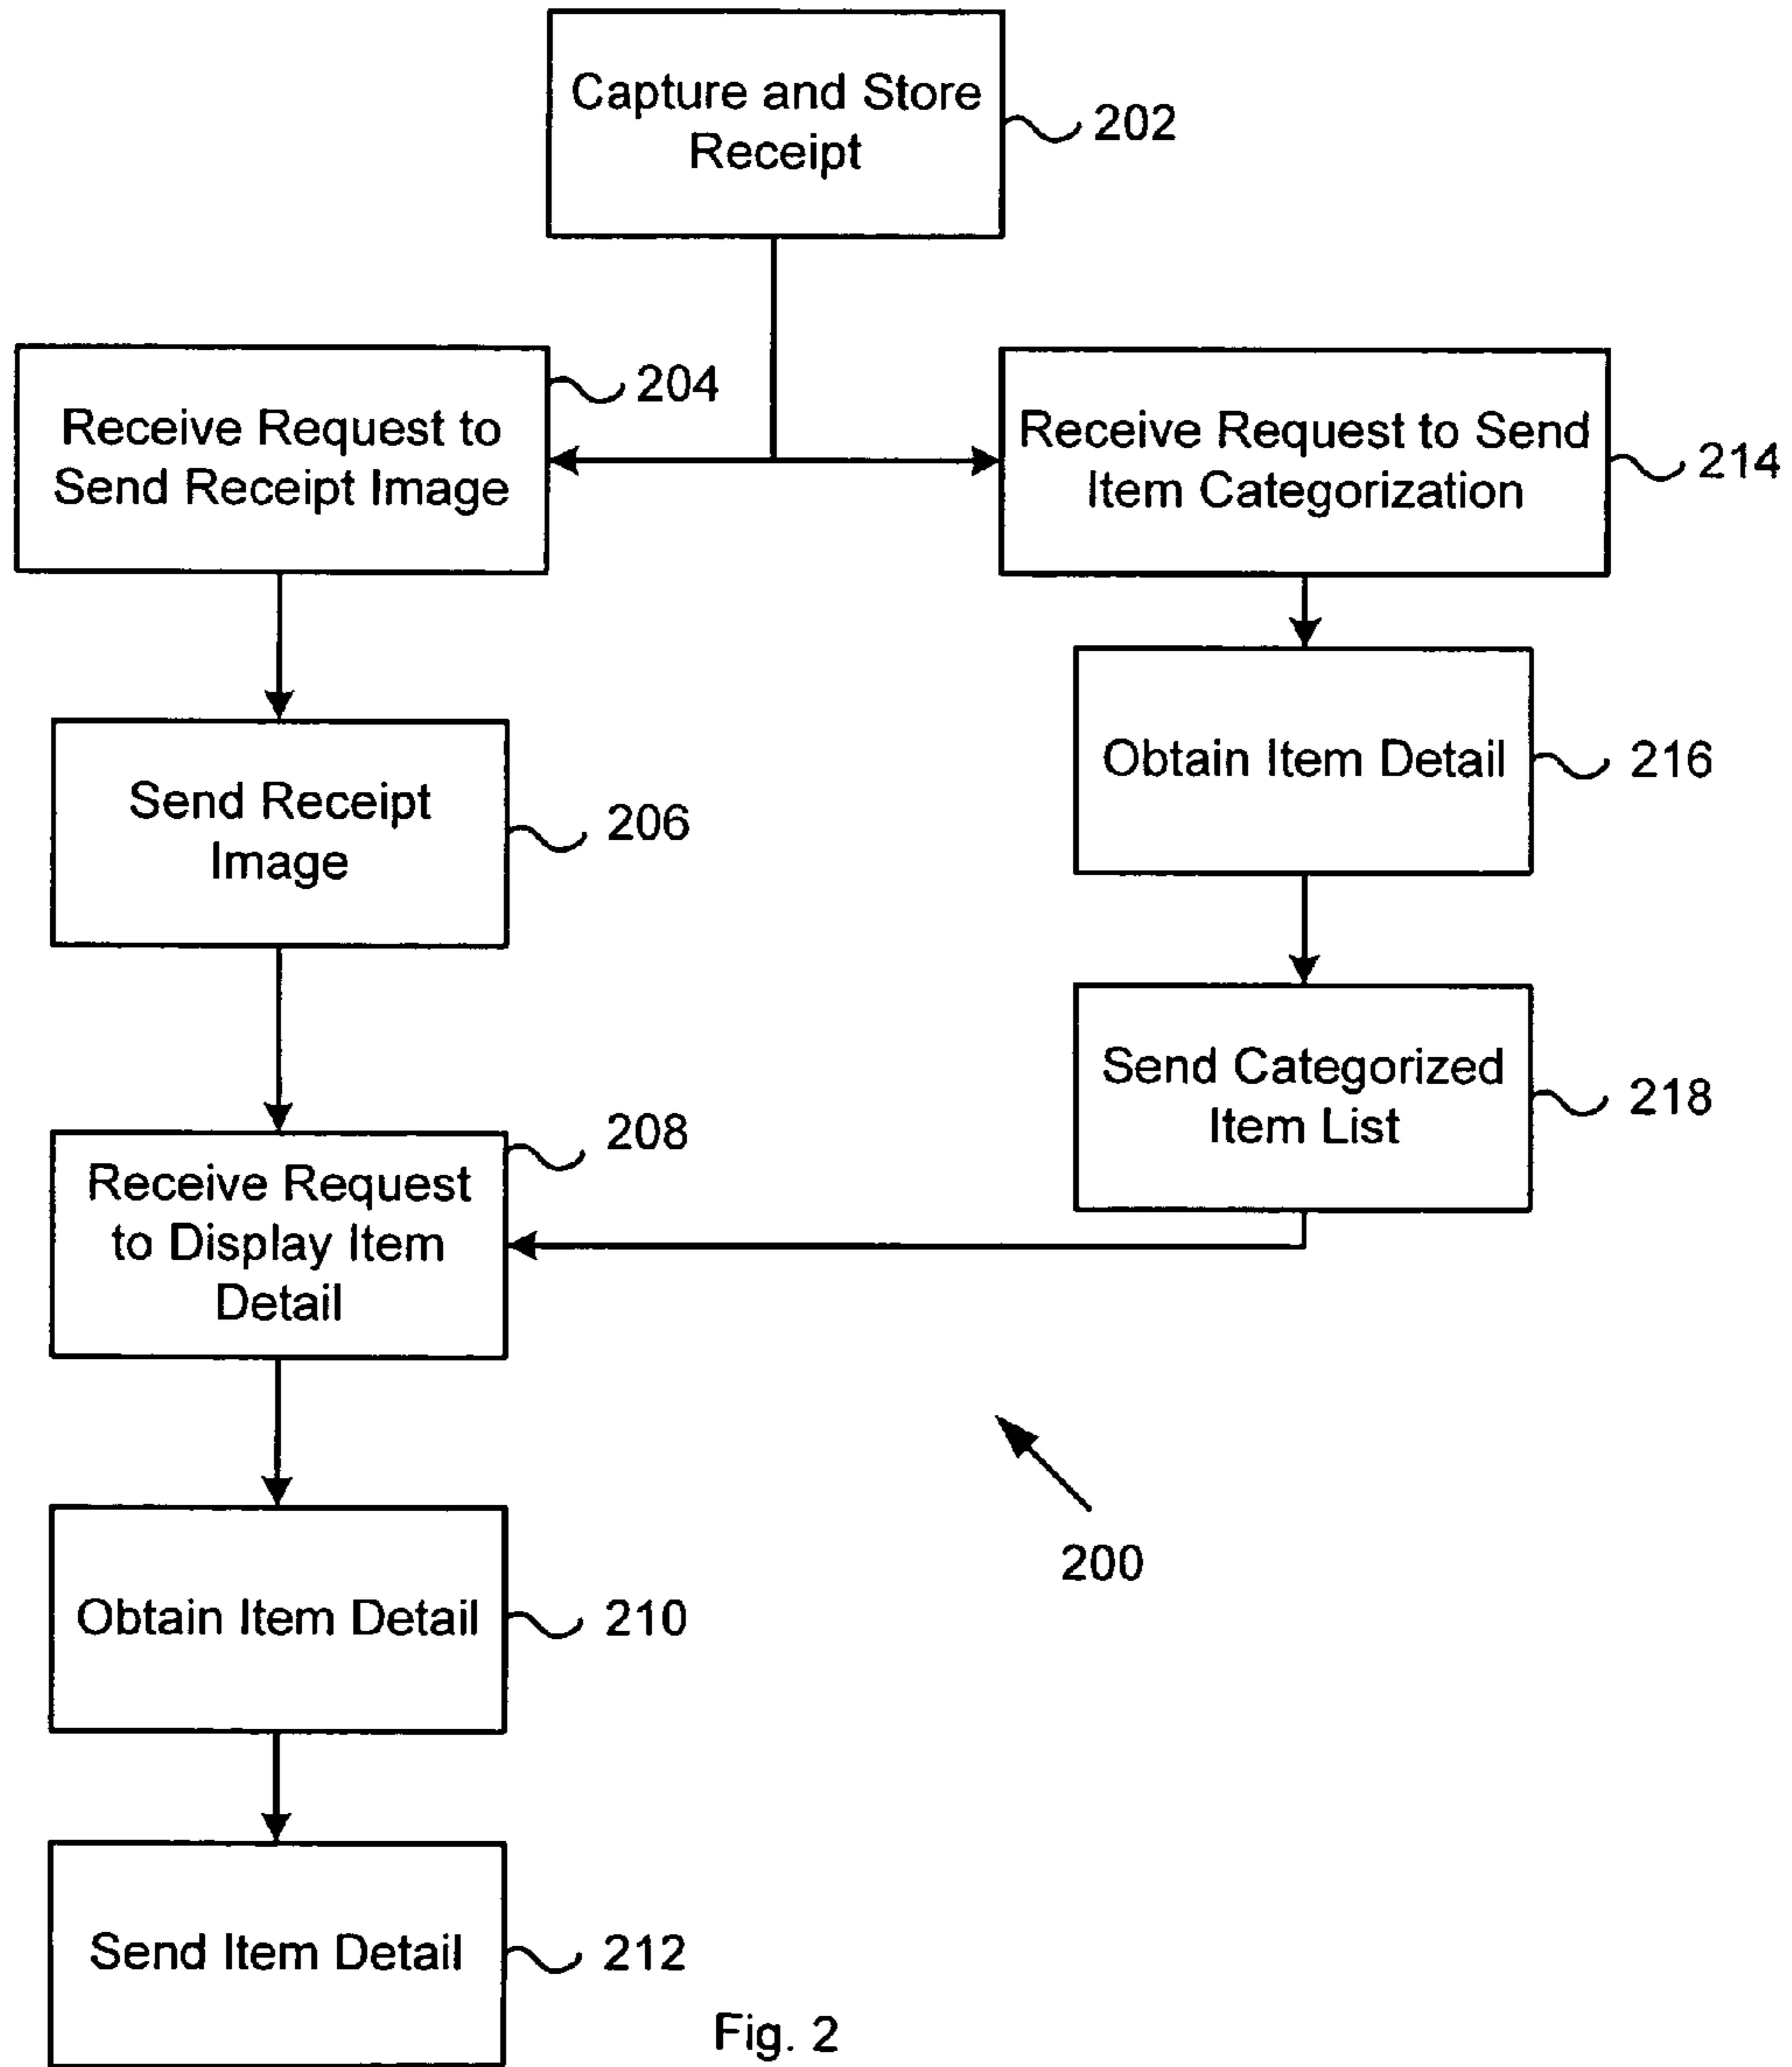 Capture and Store
Receipt
202
Receive Request to
Send Receipt Image
204
Receive Request to Send
Item Categorization
214
Send Receipt
Image
206
Obtain Item Detail
216
Send Categorized
Item List
218
Receive Request
to Display Item
Detail
208
Obtain Item Detail
210
200
Send Item Detail
212
Fig. 2